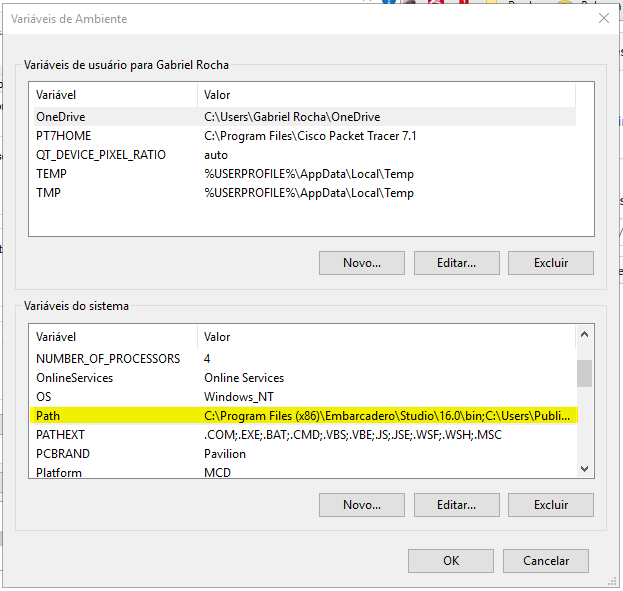 Variáveis de Ambiente
Variáveis de usuário para Gabriel Rocha
Variável Valor
OneDrive C:\Users\Gabriel Rocha\OneDrive
PT7HOME C:\Program Files\Cisco Packet Tracer 7.1
QT_DEVICE_PIXEL_RATIO auto
TEMP %USERPROFILE%\AppData\Local\Temp
TMP %USERPROFILE%\AppData\Local\Temp
Novo... Editar... Excluir
Variáveis do sistema
Variável Valor
NUMBER_OF_PROCESSORS 4
OnlineServices Online Services
OS Windows_NT
Path C:\Program Files (x86)\Embarcadero\Studio\16.0\bin;C:\Users\Publi...
PATHEXT .COM;.EXE;.BAT;.CMD;.VBS;.VBE;.JS;.JSE;.WSF;.WSH;.MSC
PCBRAND Pavilion
Platform MCD
Novo... Editar... Excluir
OK Cancelar